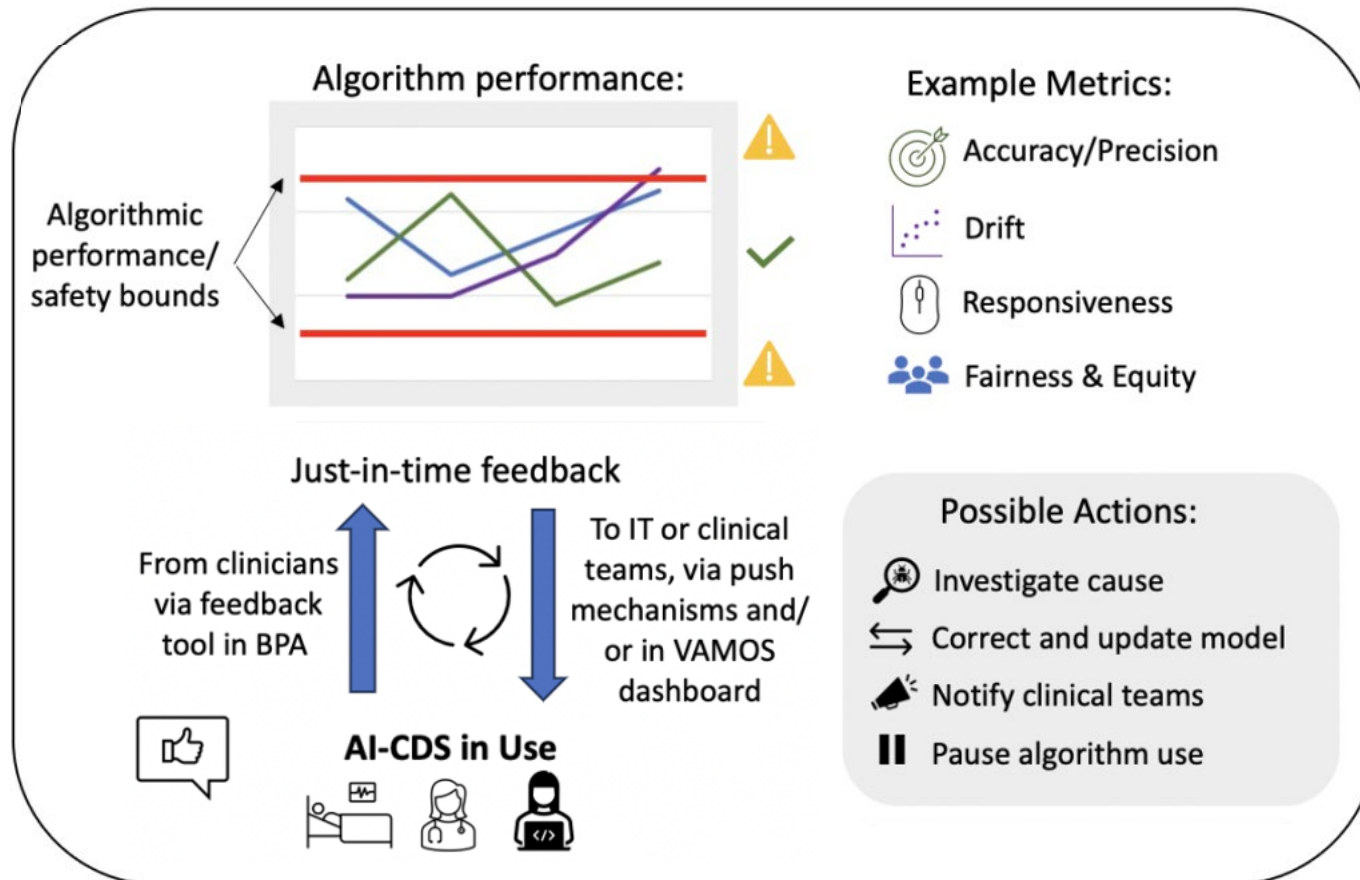 Algorithm performance:
Algorithmic
performance/
safety bounds
Example Metrics:
Accuracy/Precision
Drift
Responsiveness
Fairness & Equity
Just-in-time feedback
From clinicians
via feedback
tool in BPA
To IT or clinical
teams, via push
mechanisms and/
or in VAMOS
dashboard
AI-CDS in Use
</>
Possible Actions:
Investigate cause
Correct and update model
Notify clinical teams
Pause algorithm use